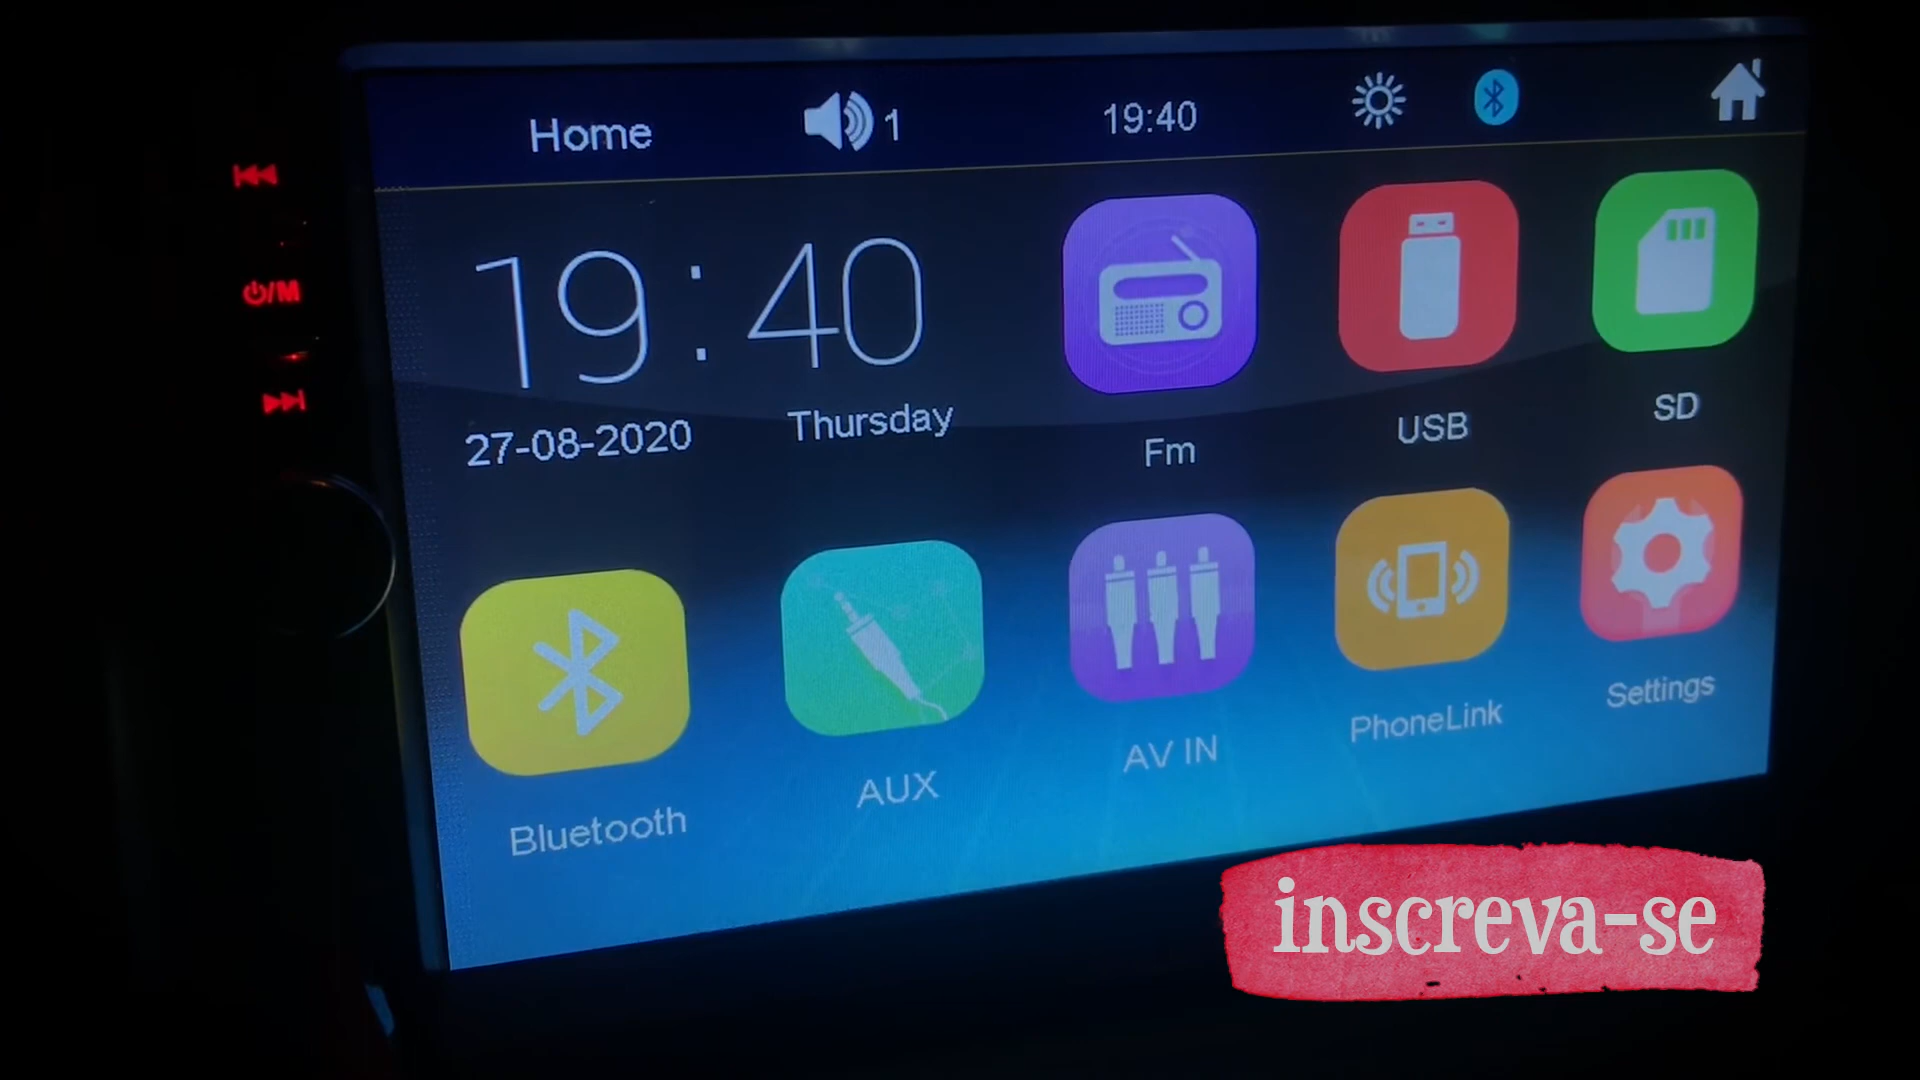 Home 1 19:40
⏻/M
19:40
27-08-2020 Thursday
Fm USB SD
Bluetooth AUX AV IN PhoneLink Settings
inscreva-se